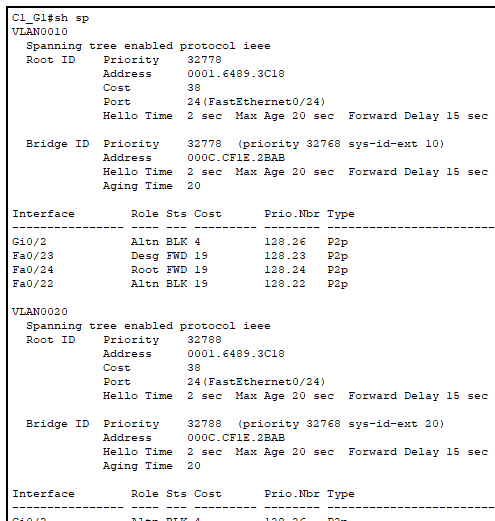 C1_G1#sh sp
VLAN0010
  Spanning tree enabled protocol ieee
  Root ID    Priority    32778
             Address     0001.6489.3C18
             Cost        38
             Port        24(FastEthernet0/24)
             Hello Time  2 sec  Max Age 20 sec  Forward Delay 15 sec

  Bridge ID  Priority    32778  (priority 32768 sys-id-ext 10)
             Address     000C.CF1E.2BAB
             Hello Time  2 sec  Max Age 20 sec  Forward Delay 15 sec
             Aging Time  20

Interface        Role Sts Cost      Prio.Nbr Type
---------------- ---- --- --------- -------- --------------------------------
Gi0/2            Altn BLK 4         128.26   P2p
Fa0/23           Desg FWD 19        128.23   P2p
Fa0/24           Root FWD 19        128.24   P2p
Fa0/22           Altn BLK 19        128.22   P2p

VLAN0020
  Spanning tree enabled protocol ieee
  Root ID    Priority    32788
             Address     0001.6489.3C18
             Cost        38
             Port        24(FastEthernet0/24)
             Hello Time  2 sec  Max Age 20 sec  Forward Delay 15 sec

  Bridge ID  Priority    32788  (priority 32768 sys-id-ext 20)
             Address     000C.CF1E.2BAB
             Hello Time  2 sec  Max Age 20 sec  Forward Delay 15 sec
             Aging Time  20

Interface        Role Sts Cost      Prio.Nbr Type
---------------- ---- --- --------- -------- --------------------------------
Gi0/2            Altn BLK 4         128.26   P2p